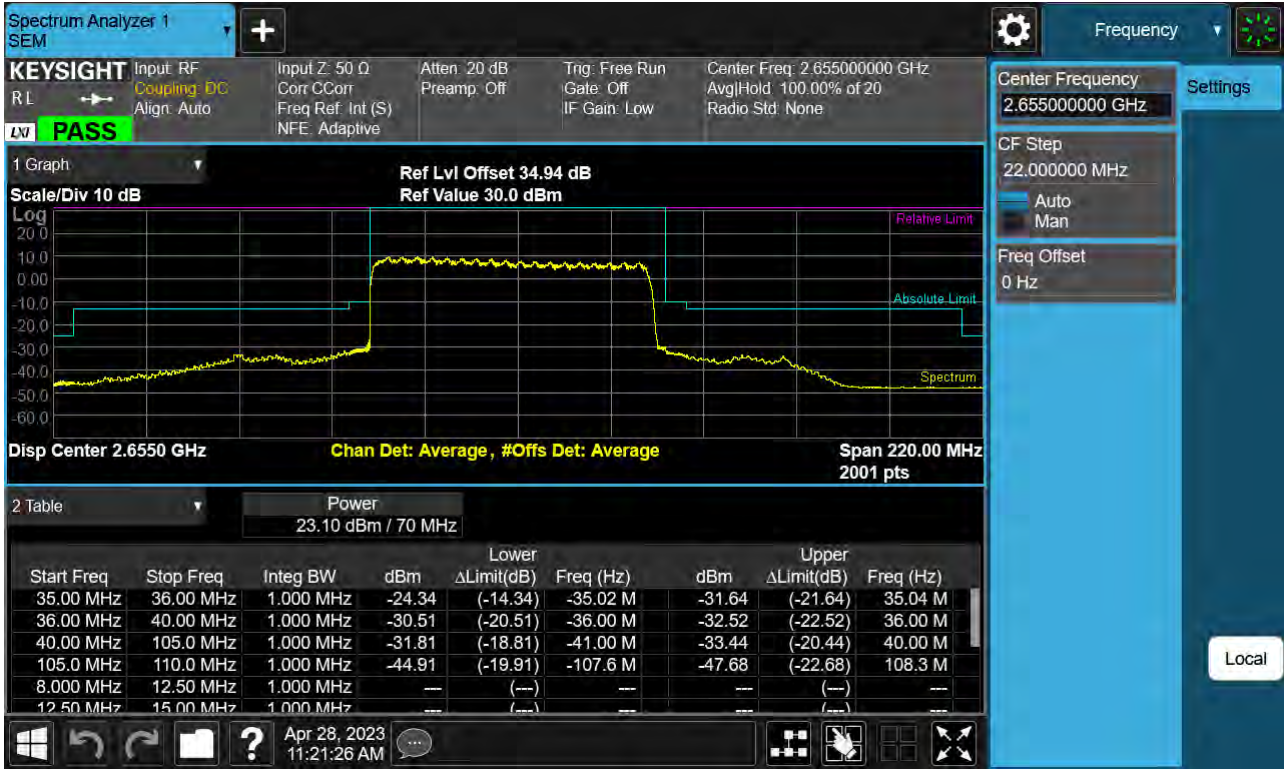 Spectrum Analyzer 1
SEM
+
Frequency
KEYSIGHT
RL
LXI PASS
Input: RF
Coupling: DC
Align: Auto
Input Z: 50 Ω
Corr CCorr
Freq Ref: Int (S)
NFE: Adaptive
Atten: 20 dB
Preamp: Off
Trig: Free Run
Gate: Off
IF Gain: Low
Center Freq: 2.655000000 GHz
Avg|Hold: 100.00% of 20
Radio Std: None
Center Frequency
2.655000000 GHz
Settings
CF Step
22.000000 MHz
Auto
Man
Freq Offset
0 Hz
Local
1 Graph
Scale/Div 10 dB
Ref Lvl Offset 34.94 dB
Ref Value 30.0 dBm
Log
20.0
10.0
0.00
-10.0
-20.0
-30.0
-40.0
-50.0
-60.0
Relative Limit
Absolute Limit
Spectrum
Disp Center 2.6550 GHz
Chan Det: Average , #Offs Det: Average
Span 220.00 MHz
2001 pts
2 Table
Power
23.10 dBm / 70 MHz
Lower Upper
Start Freq Stop Freq Integ BW dBm ΔLimit(dB) Freq (Hz) dBm ΔLimit(dB) Freq (Hz)
35.00 MHz 36.00 MHz 1.000 MHz -24.34 (-14.34) -35.02 M -31.64 (-21.64) 35.04 M
36.00 MHz 40.00 MHz 1.000 MHz -30.51 (-20.51) -36.00 M -32.52 (-22.52) 36.00 M
40.00 MHz 105.0 MHz 1.000 MHz -31.81 (-18.81) -41.00 M -33.44 (-20.44) 40.00 M
105.0 MHz 110.0 MHz 1.000 MHz -44.91 (-19.91) -107.6 M -47.68 (-22.68) 108.3 M
8.000 MHz 12.50 MHz 1.000 MHz --- (---) --- --- (---) ---
12.50 MHz 15.00 MHz 1.000 MHz --- (---) --- --- (---) ---
?
Apr 28, 2023
11:21:26 AM